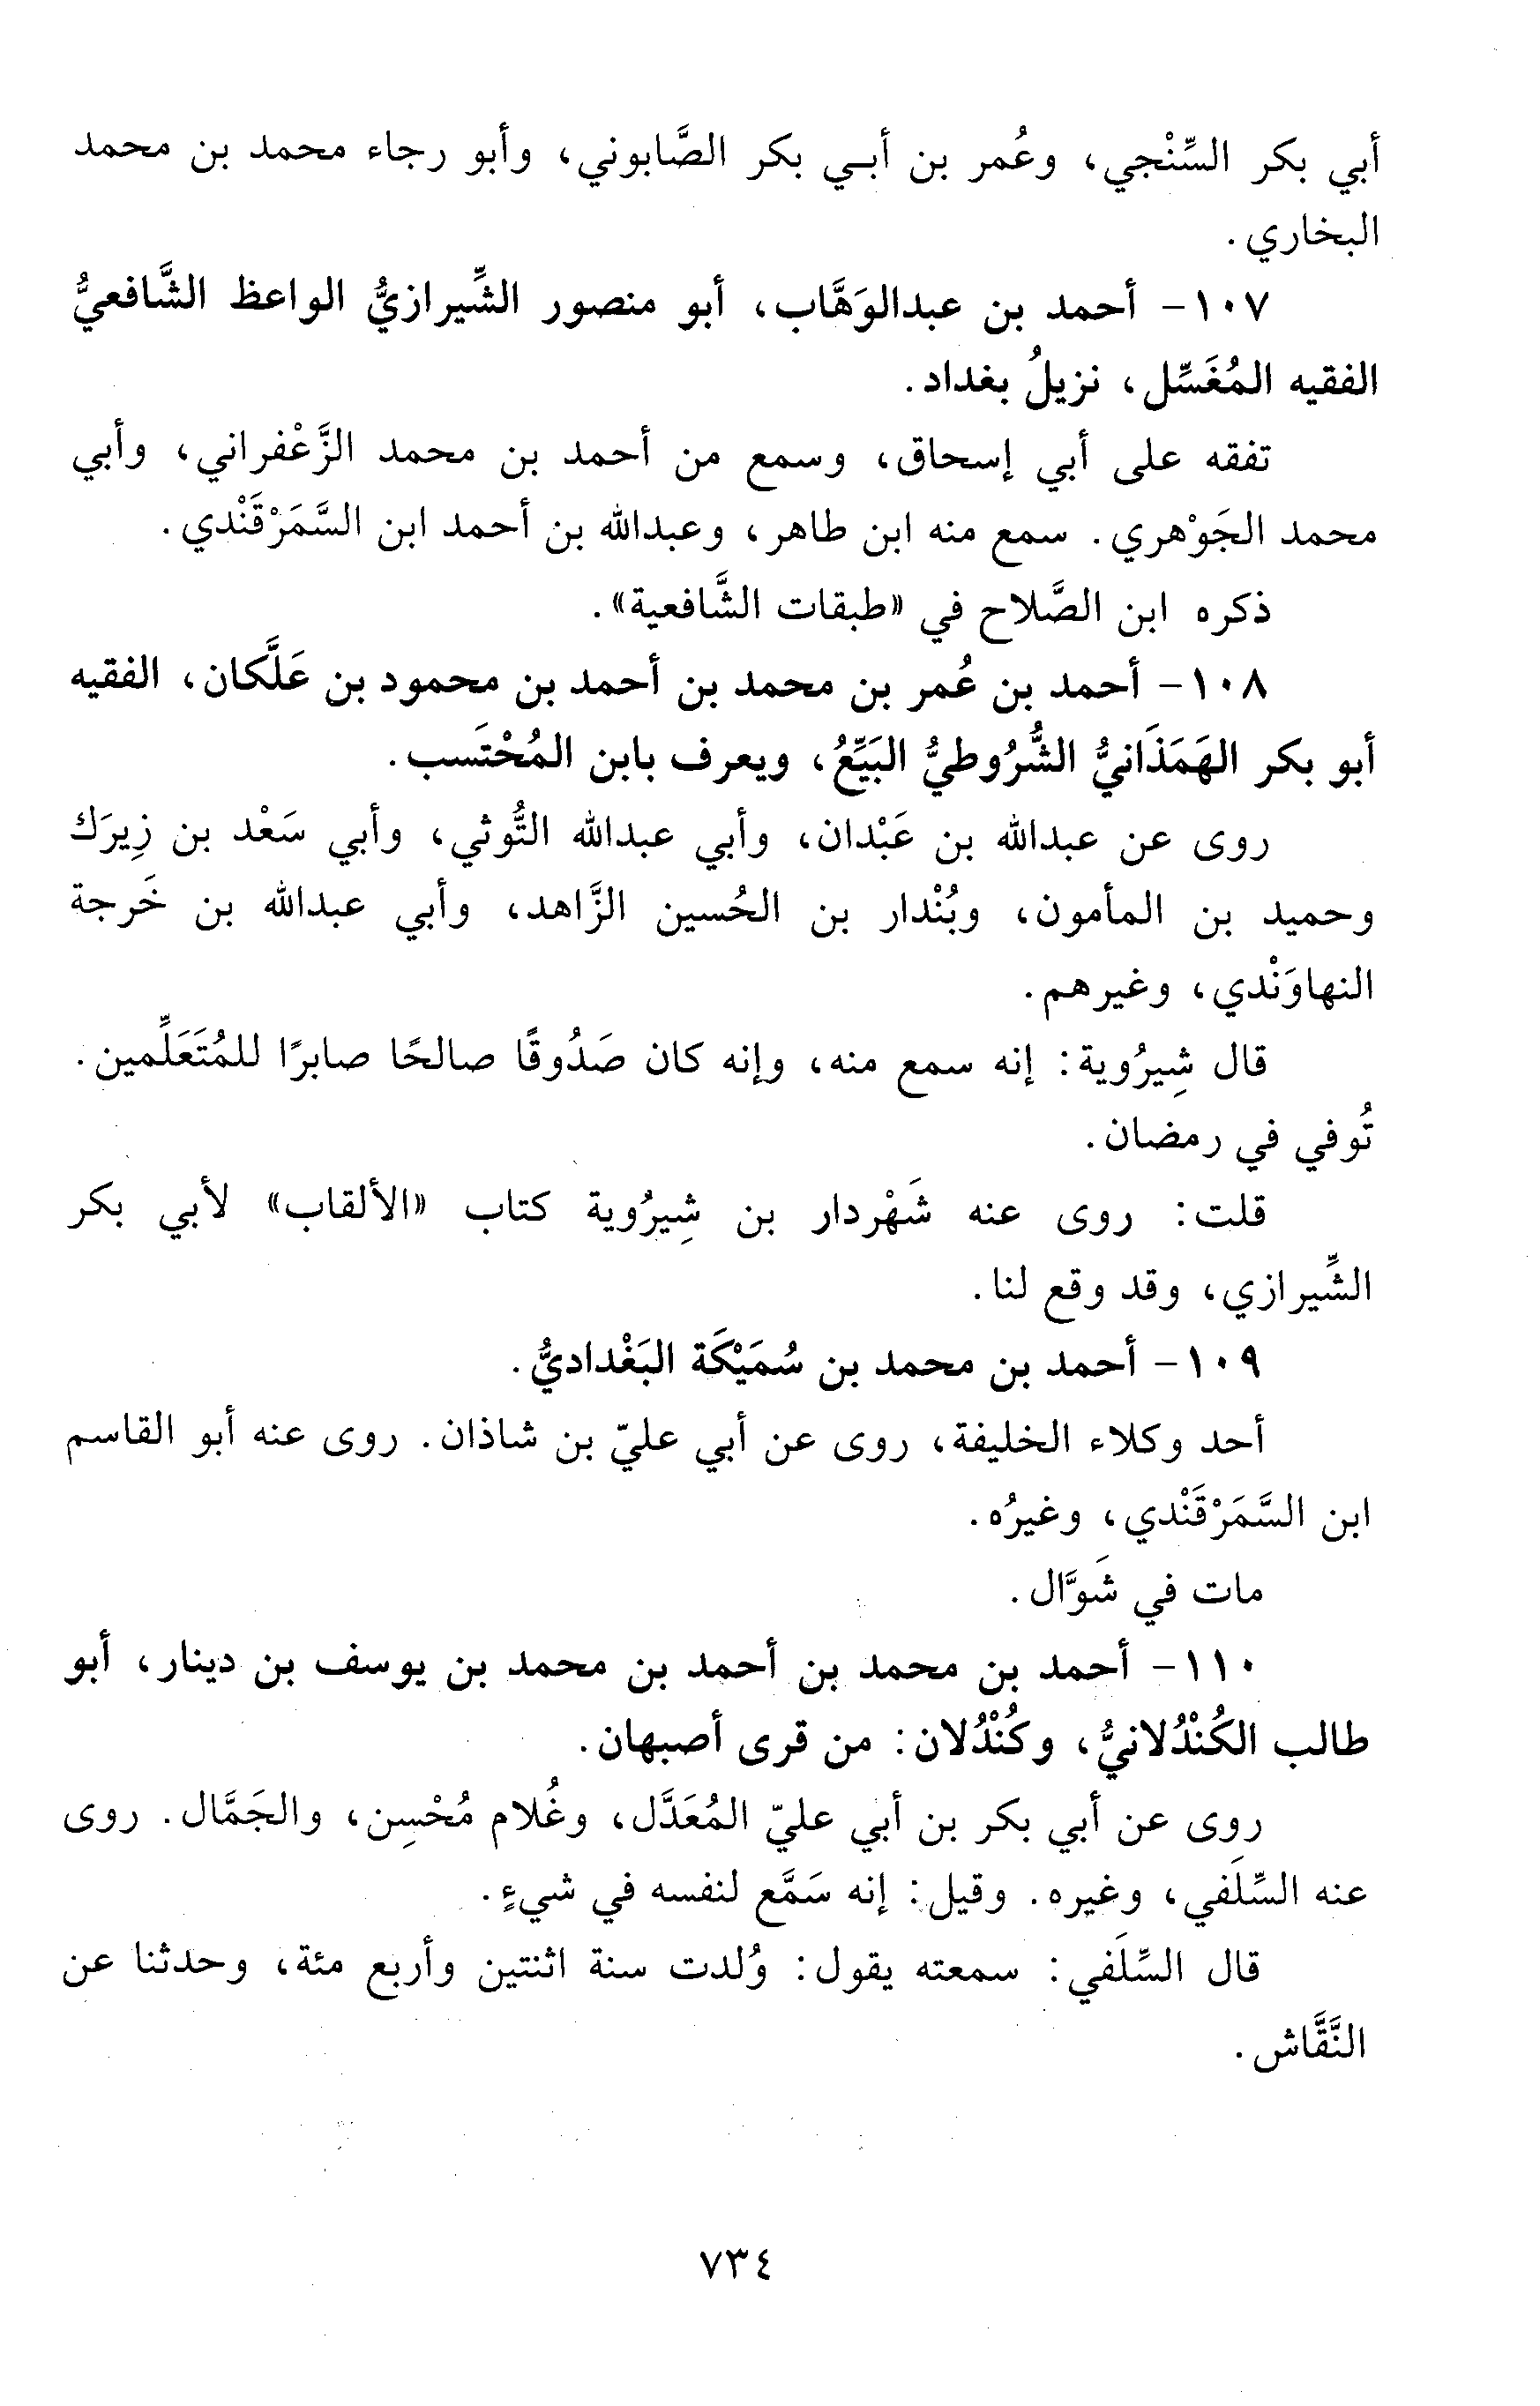 أبي بكر السِّنْجي، وعُمر بن أبـي بكر الصَّابوني، وأبو رجاء محمد بن محمد
البخاري.
١٠٧- أحمد بن عبدالوَهَّاب، أبو منصور الشِّيرازيُّ الواعظ الشَّافعيُّ
الفقيه المُغَسِّل، نزيلُ بغداد.
تفقه على أبي إسحاق، وسمع من أحمد بن محمد الزَّعْفراني، وأبي
محمد الجَوْهري. سمع منه ابن طاهر، وعبدالله بن أحمد ابن السَّمَرْقَنْدي.
ذكره ابن الصَّلاح في «طبقات الشَّافعية».
١٠٨- أحمد بن عُمر بن محمد بن أحمد بن محمود بن عَلَّكان، الفقيه
أبو بكر الهَمَذَانيُّ الشُّرُوطيُّ البَيِّعُ، ويعرف بابن المُحْتَسب.
روى عن عبدالله بن عَبْدان، وأبي عبدالله التُّوثي، وأبي سَعْد بن زِيرَك
وحميد بن المأمون، وبُنْدار بن الحُسين الزَّاهد، وأبي عبدالله بن خَرجة
النهاوَنْدي، وغيرهم.
قال شِيرُوية: إنه سمع منه، وإنه كان صَدُوقًا صالحًا صابرًا للمُتَعَلِّمين.
تُوفي في رمضان.
قلت: روى عنه شَهْردار بن شِيرُوية كتاب «الألقاب» لأبي بكر
الشِّيرازي، وقد وقع لنا.
١٠٩- أحمد بن محمد بن سُمَيْكَة البَغْداديُّ.
أحد وكلاء الخليفة، روى عن أبي عليّ بن شاذان. روى عنه أبو القاسم
ابن السَّمَرْقَنْدي، وغيرُه.
مات في شَوَّال.
١١٠- أحمد بن محمد بن أحمد بن محمد بن يوسف بن دينار، أبو
طالب الكُنْدُلانيُّ، وكُنْدُلان: من قرى أصبهان.
روى عن أبي بكر بن أبي عليّ المُعَدَّل، وغُلام مُحْسِن، والجَمَّال. روى
عنه السِّلَفي، وغيره. وقيل: إنه سَمَّع لنفسه في شيءٍ.
قال السِّلَفي: سمعته يقول: وُلدت سنة اثنتين وأربع مئة، وحدثنا عن
النَّقَّاش.
٧٣٤